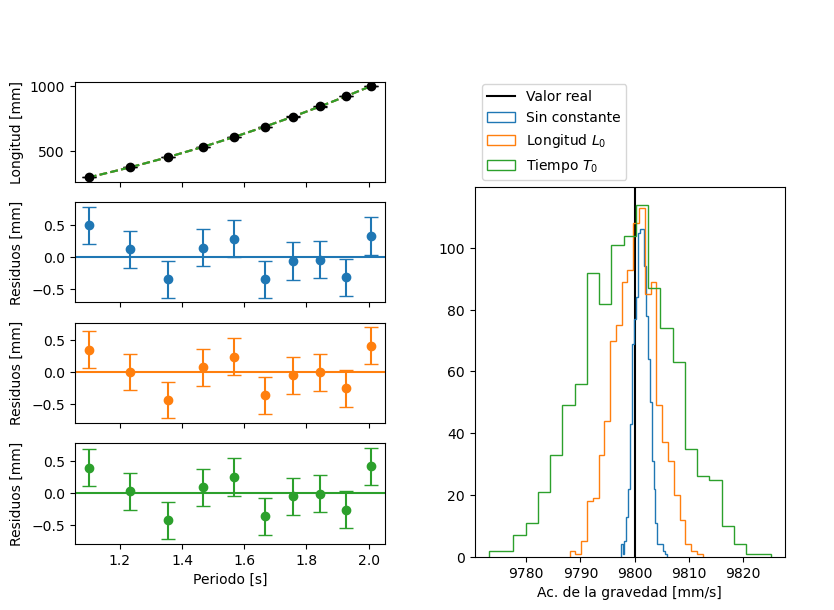 1000
500
Longitud [mm]
0.5
0.0
−0.5
Residuos [mm]
0.5
0.0
−0.5
Residuos [mm]
0.5
0.0
−0.5
Residuos [mm]
1.2 1.4 1.6 1.8 2.0
Periodo [s]
Valor real
Sin constante
Longitud L₀
Tiempo T₀
100
80
60
40
20
0
9780 9790 9800 9810 9820
Ac. de la gravedad [mm/s]